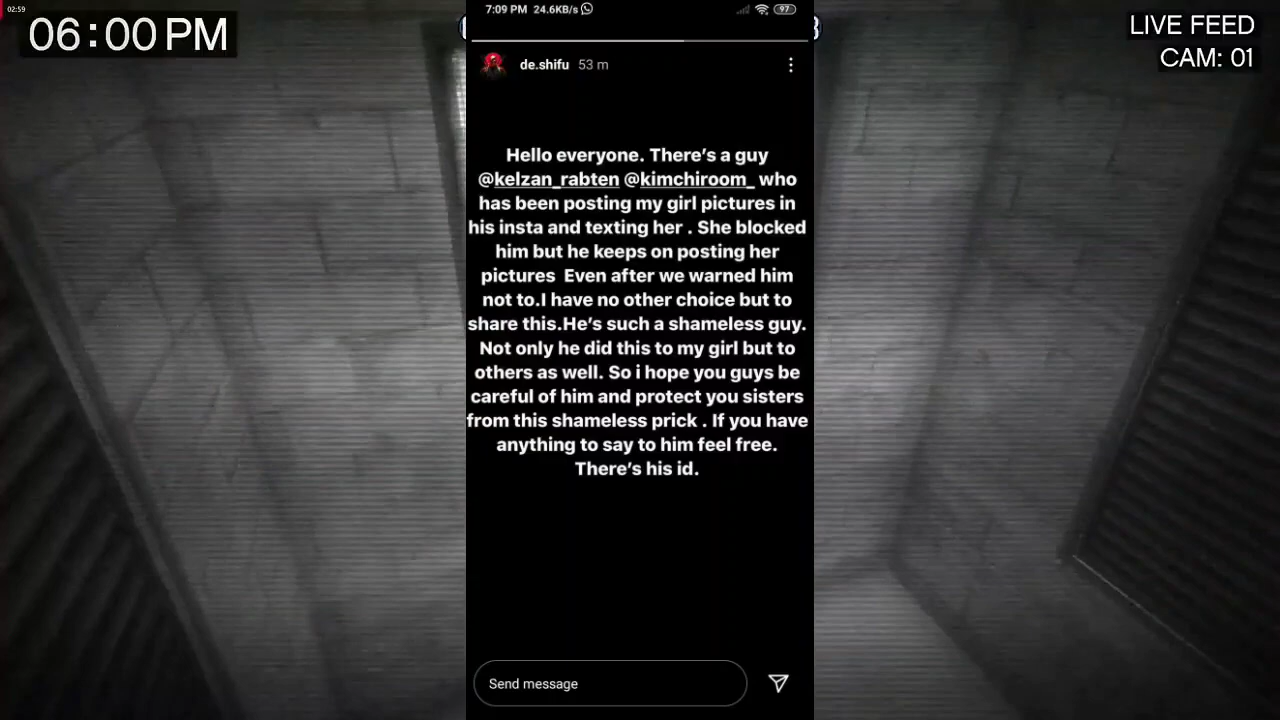 02:59
06:00 PM
7:09 PM 24.6KB/s
97
LIVE FEED
CAM: 01
de.shifu 53 m
Hello everyone. There's a guy
@kelzan_rabten @kimchiroom_ who
has been posting my girl pictures in
his insta and texting her . She blocked
him but he keeps on posting her
pictures Even after we warned him
not to.I have no other choice but to
share this.He's such a shameless guy.
Not only he did this to my girl but to
others as well. So i hope you guys be
careful of him and protect you sisters
from this shameless prick . If you have
anything to say to him feel free.
There's his id.
Send message